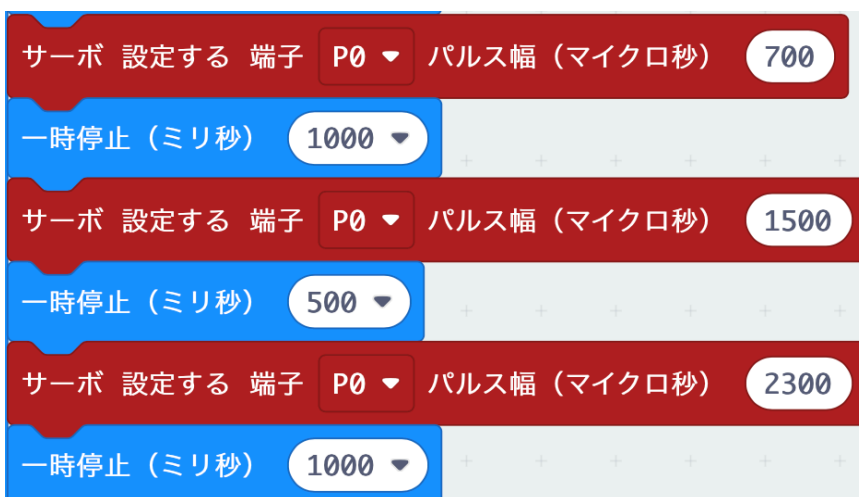 サーボ 設定する 端子 P0 パルス幅（マイクロ秒） 700
一時停止（ミリ秒） 1000
サーボ 設定する 端子 P0 パルス幅（マイクロ秒） 1500
一時停止（ミリ秒） 500
サーボ 設定する 端子 P0 パルス幅（マイクロ秒） 2300
一時停止（ミリ秒） 1000